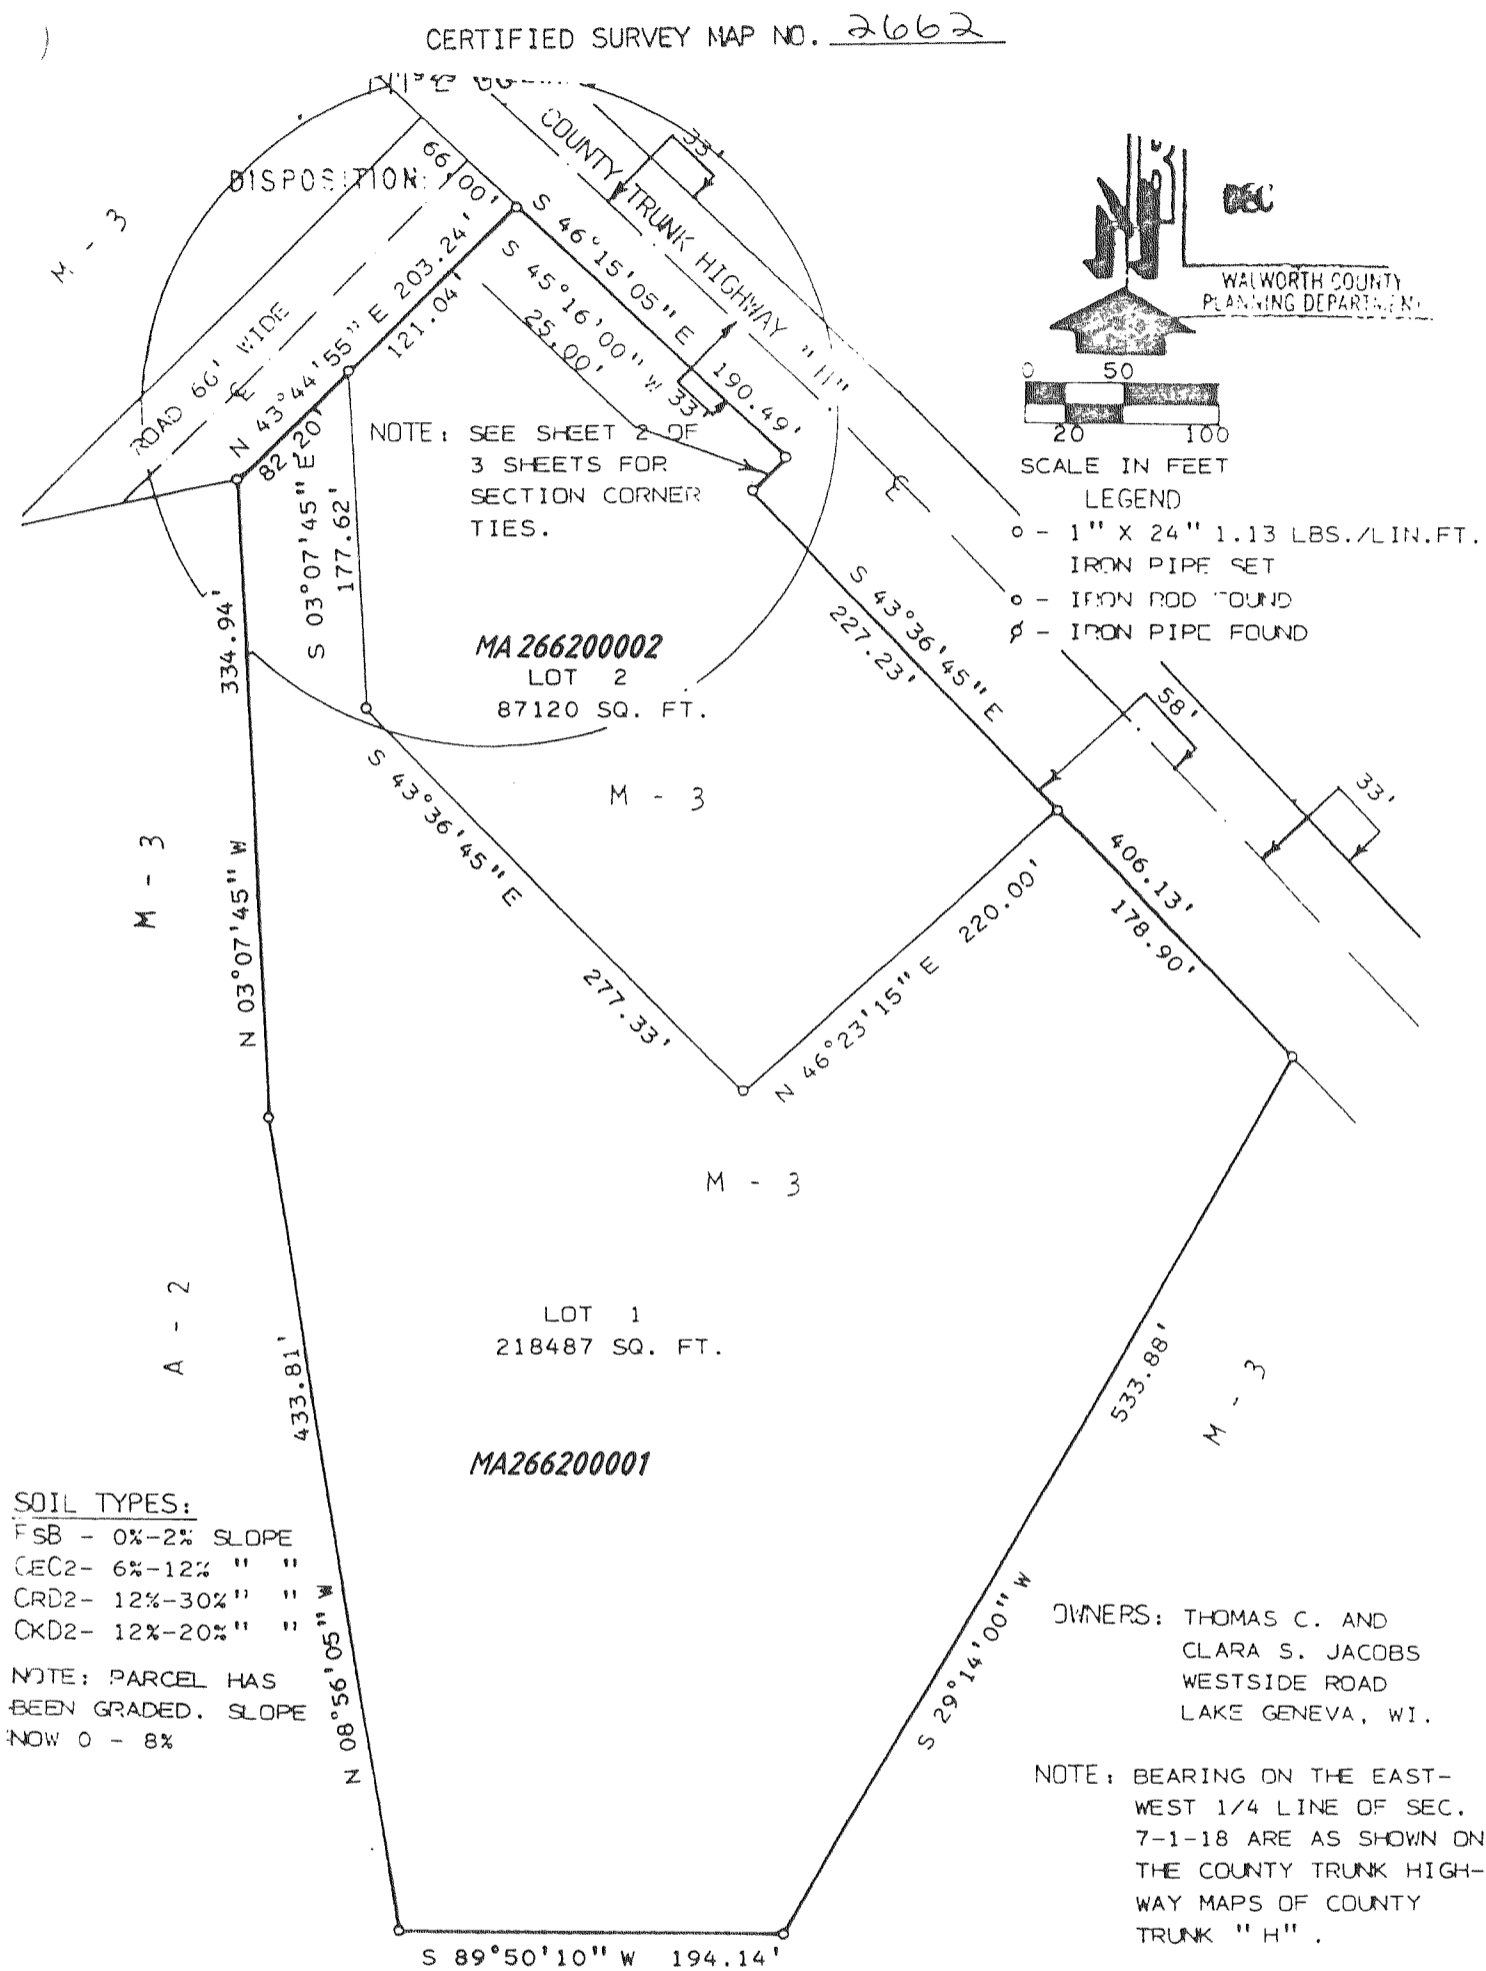 CERTIFIED SURVEY MAP NO. 2662
DISPOSITION:
COUNTY TRUNK HIGHWAY "H"
33'
66.00'
M - 3
ROAD 66' WIDE
N 43°44'55" E 203.24'
121.04'
82.20'
S 46°15'05" E 190.49'
S 45°16'00" W
25.00'
33'
WALWORTH COUNTY
PLANNING DEPARTMENT
0 50
20 100
SCALE IN FEET
LEGEND
o - 1" X 24" 1.13 LBS./LIN.FT.
IRON PIPE SET
o - IRON ROD FOUND
ø - IRON PIPE FOUND
NOTE: SEE SHEET 2 OF
3 SHEETS FOR
SECTION CORNER
TIES.
S 03°07'45" E
177.62'
334.94'
N 03°07'45" W
MA266200002
LOT 2
87120 SQ. FT.
M - 3
S 43°36'45" E
227.23'
58'
33'
S 43°36'45" E
277.33'
N 46°23'15" E 220.00'
406.13'
178.90'
M - 3
M - 3
A - 2
LOT 1
218487 SQ. FT.
MA266200001
433.81'
N 08°56'05" W
533.88'
S 29°14'00" W
M - 3
SOIL TYPES:
FSB - 0%-2% SLOPE
CEC2- 6%-12% " "
CRD2- 12%-30% " "
CKD2- 12%-20% " "
NOTE: PARCEL HAS
BEEN GRADED. SLOPE
NOW 0 - 8%
OWNERS: THOMAS C. AND
CLARA S. JACOBS
WESTSIDE ROAD
LAKE GENEVA, WI.
NOTE: BEARING ON THE EAST-
WEST 1/4 LINE OF SEC.
7-1-18 ARE AS SHOWN ON
THE COUNTY TRUNK HIGH-
WAY MAPS OF COUNTY
TRUNK "H".
S 89°50'10" W 194.14'